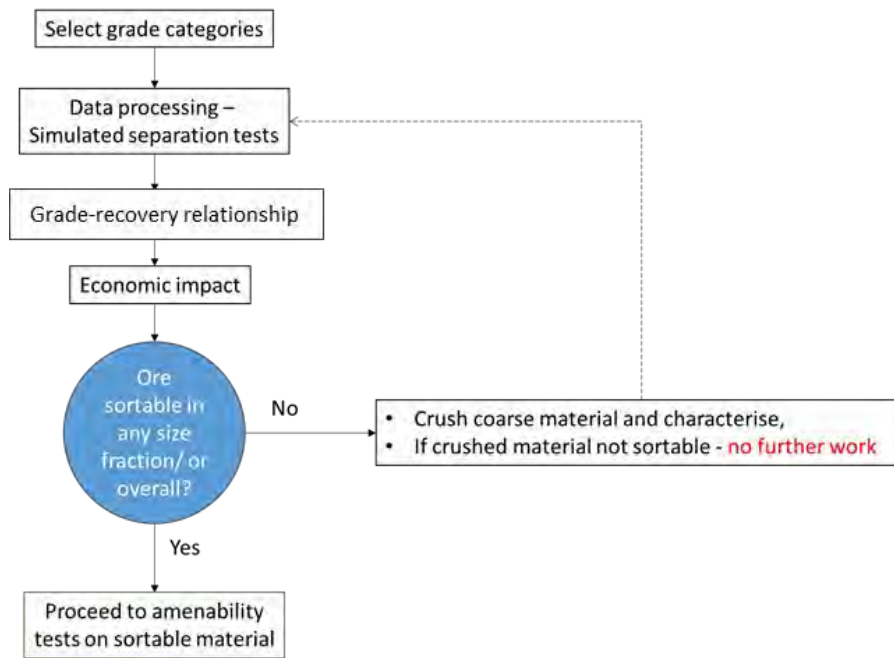 Select grade categories
Data processing –
Simulated separation tests
Grade-recovery relationship
Economic impact
Ore
sortable in
any size
fraction/ or
overall?
No
• Crush coarse material and characterise,
• If crushed material not sortable - no further work
Yes
Proceed to amenability
tests on sortable material